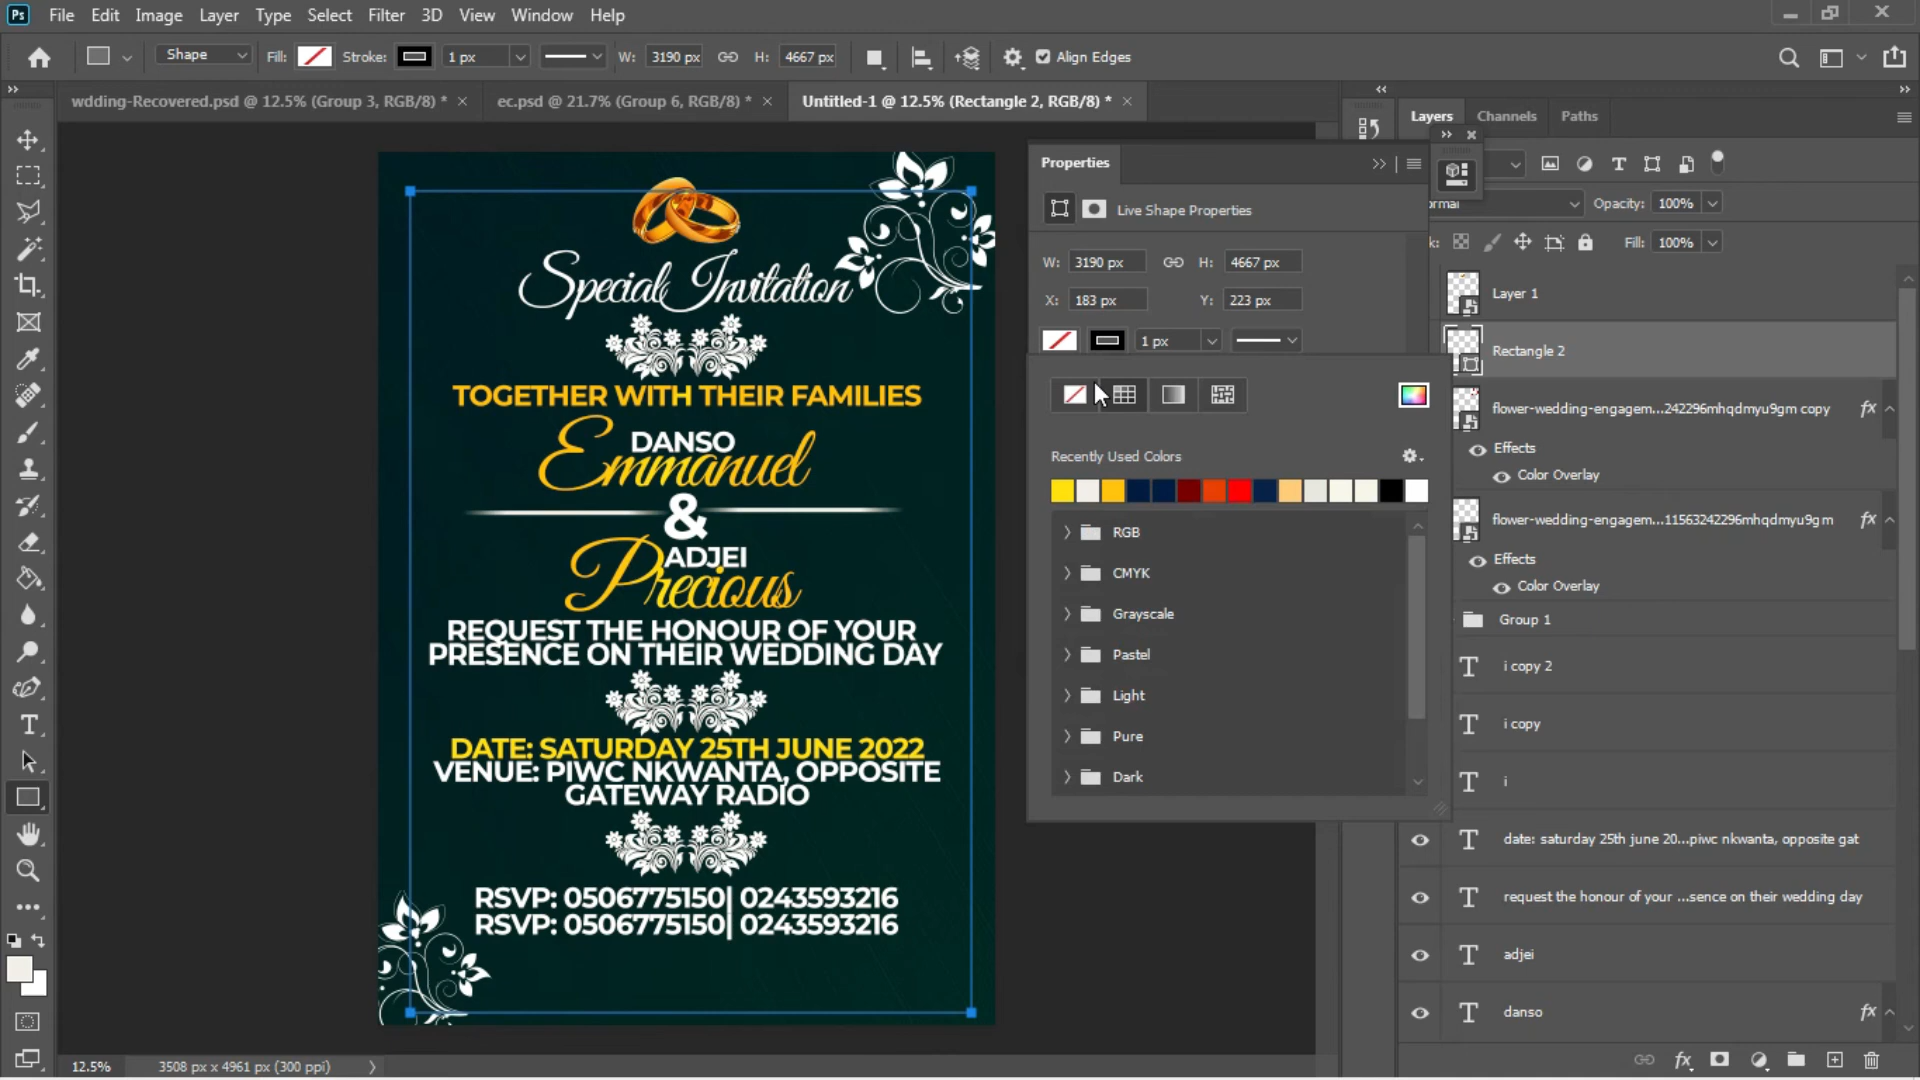 Ps File Edit Image Layer Type Select Filter 3D View Window Help
Shape Fill: Stroke: 1 px W: 3190 px H: 4667 px Align Edges
wdding-Recovered.psd @ 12.5% (Group 3, RGB/8) * × ec.psd @ 21.7% (Group 6, RGB/8) * × Untitled-1 @ 12.5% (Rectangle 2, RGB/8) * ×
Special Invitation
TOGETHER WITH THEIR FAMILIES
DANSO
Emmanuel
&
ADJEI
Precious
REQUEST THE HONOUR OF YOUR
PRESENCE ON THEIR WEDDING DAY
DATE: SATURDAY 25TH JUNE 2022
VENUE: PIWC NKWANTA, OPPOSITE
GATEWAY RADIO
RSVP: 0506775150| 0243593216
RSVP: 0506775150| 0243593216
12.5% 3508 px x 4961 px (300 ppi)
Properties
Live Shape Properties
W: 3190 px H: 4667 px
X: 183 px Y: 223 px
1 px
Recently Used Colors
RGB
CMYK
Grayscale
Pastel
Light
Pure
Dark
Layers Channels Paths
rmal Opacity: 100%
k: Fill: 100%
Layer 1
Rectangle 2
flower-wedding-engagem...242296mhqdmyu9gm copy fx
Effects
Color Overlay
flower-wedding-engagem...11563242296mhqdmyu9gm fx
Effects
Color Overlay
Group 1
T i copy 2
T i copy
T i
T date: saturday 25th june 20...piwc nkwanta, opposite gat
T request the honour of your ...sence on their wedding day
T adjei
T danso fx
fx